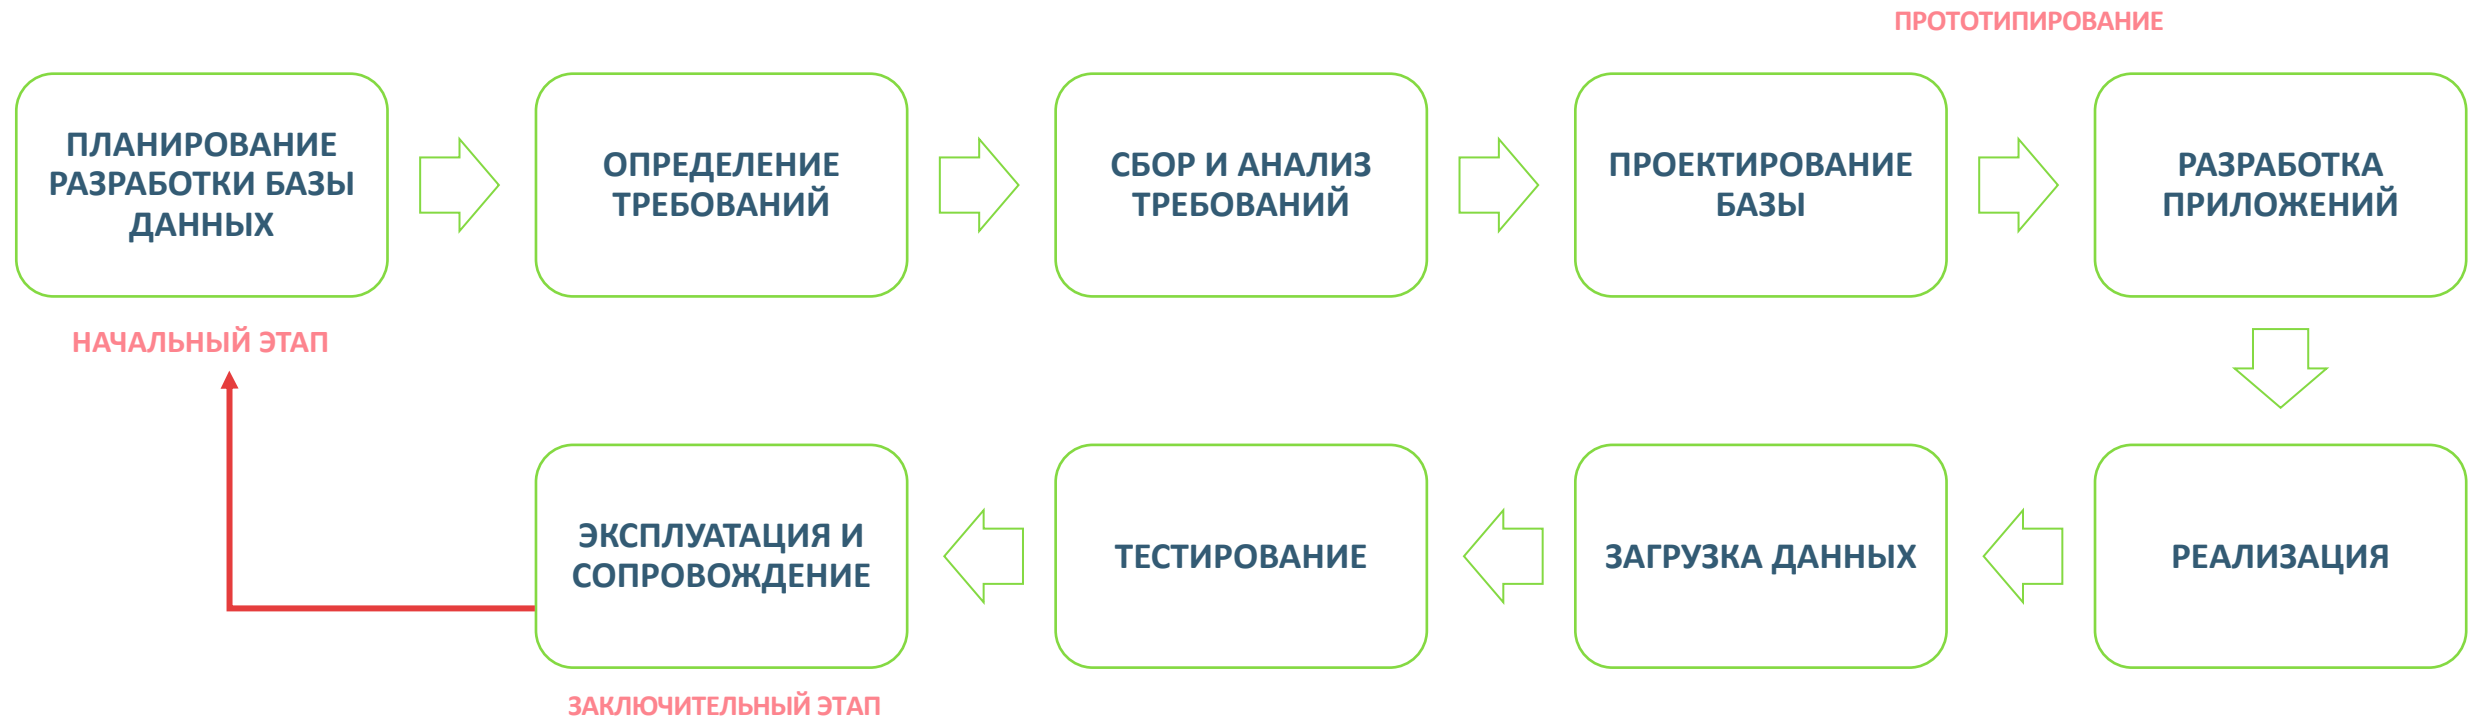 ПРОТОТИПИРОВАНИЕ
ПЛАНИРОВАНИЕ
РАЗРАБОТКИ БАЗЫ
ДАННЫХ
ОПРЕДЕЛЕНИЕ
ТРЕБОВАНИЙ
СБОР И АНАЛИЗ
ТРЕБОВАНИЙ
ПРОЕКТИРОВАНИЕ
БАЗЫ
РАЗРАБОТКА
ПРИЛОЖЕНИЙ
НАЧАЛЬНЫЙ ЭТАП
РЕАЛИЗАЦИЯ
ЗАГРУЗКА ДАННЫХ
ТЕСТИРОВАНИЕ
ЭКСПЛУАТАЦИЯ И
СОПРОВОЖДЕНИЕ
ЗАКЛЮЧИТЕЛЬНЫЙ ЭТАП